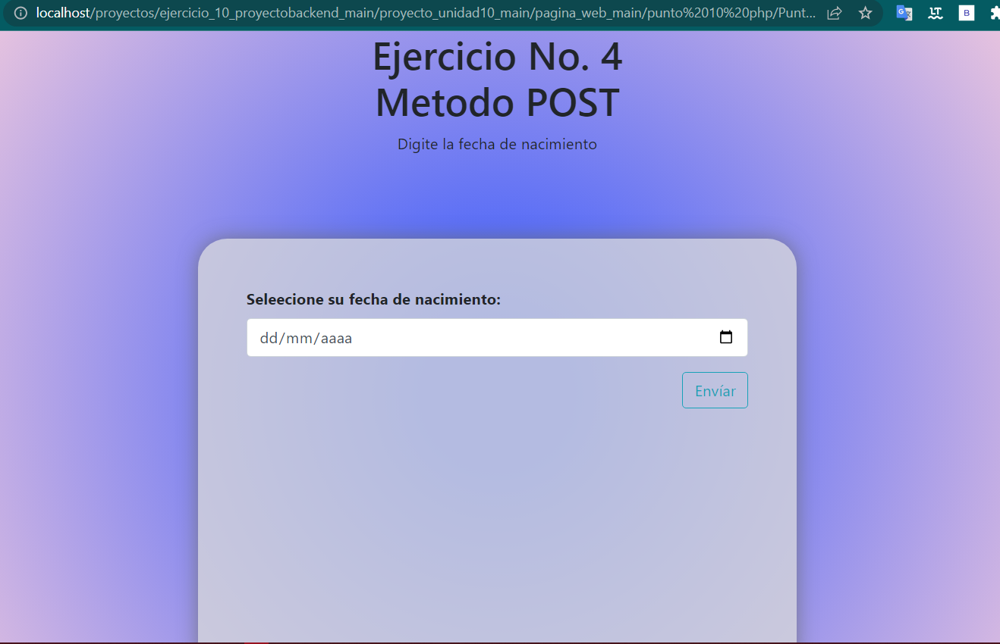 localhost/proyectos/ejercicio_10_proyectobackend_main/proyecto_unidad10_main/pagina_web_main/punto%2010%20php/Punt...
Ejercicio No. 4
Metodo POST
Digite la fecha de nacimiento
Seleecione su fecha de nacimiento:
dd/mm/aaaa
Envíar